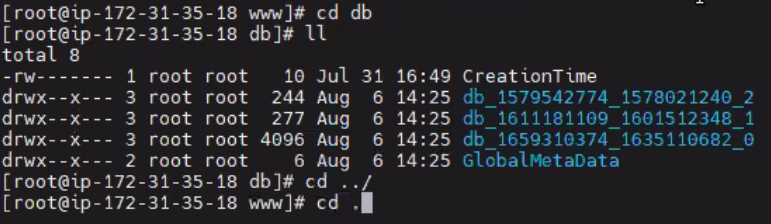 [root@ip-172-31-35-18 www]# cd db
[root@ip-172-31-35-18 db]# ll
total 8
-rw------- 1 root root   10 Jul 31 16:49 CreationTime
drwx--x--- 3 root root  244 Aug  6 14:25 db_1579542774_1578021240_2
drwx--x--- 3 root root  277 Aug  6 14:25 db_1611181109_1601512348_1
drwx--x--- 3 root root 4096 Aug  6 14:25 db_1659310374_1635110682_0
drwx--x--- 2 root root    6 Aug  6 14:25 GlobalMetaData
[root@ip-172-31-35-18 db]# cd ../
[root@ip-172-31-35-18 www]# cd .